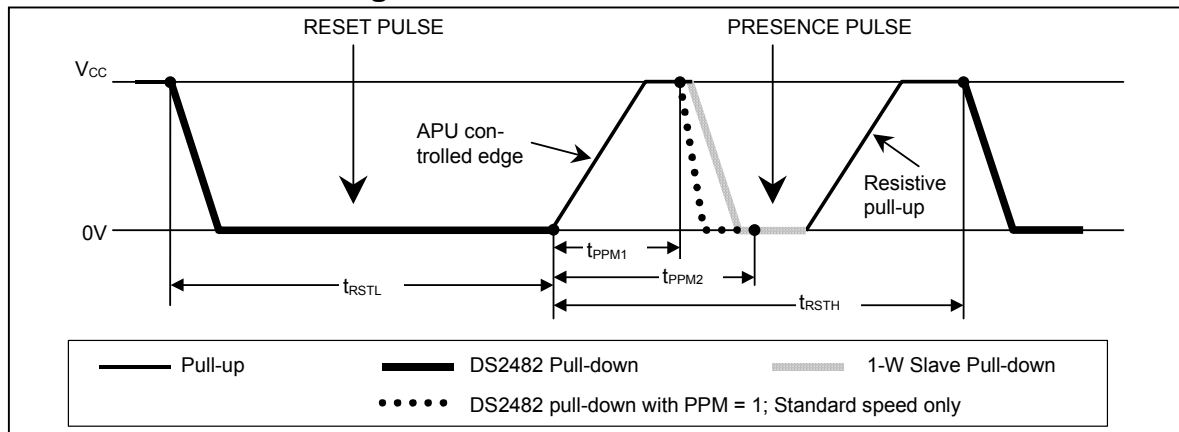 RESET PULSE
PRESENCE PULSE
VCC
APU con-
trolled edge
Resistive
pull-up
0V
tPPM1
tPPM2
tRSTL
tRSTH
Pull-up
DS2482 Pull-down
1-W Slave Pull-down
DS2482 pull-down with PPM = 1; Standard speed only